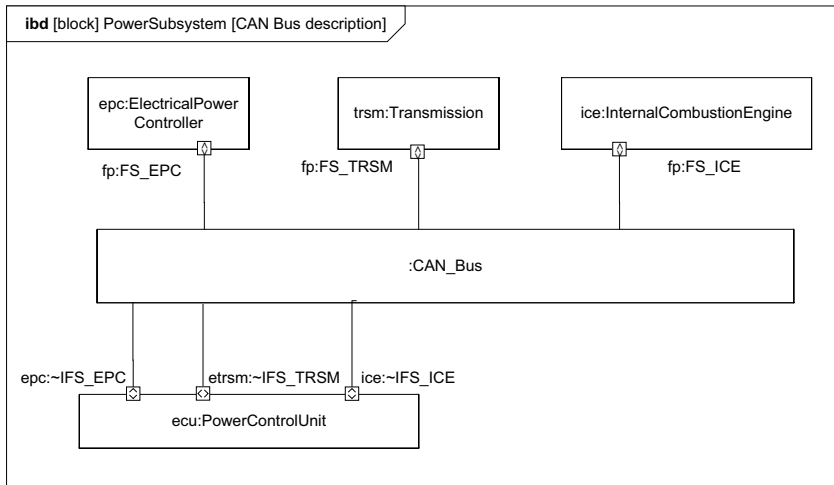 ibd [block] PowerSubsystem [CAN Bus description]
epc:ElectricalPower
Controller
trsm:Transmission
ice:InternalCombustionEngine
fp:FS_EPC
fp:FS_TRSM
fp:FS_ICE
:CAN_Bus
epc:~IFS_EPC
etrsm:~IFS_TRSM
ice:~IFS_ICE
ecu:PowerControlUnit